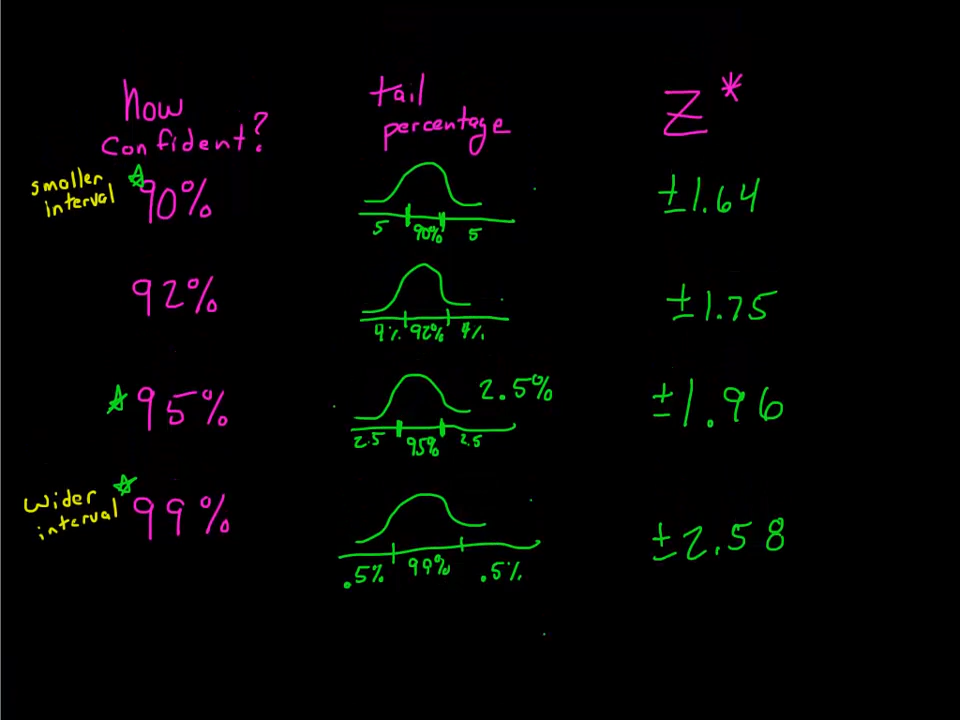 How confident?
tail percentage
Z*
smaller interval
☆90%
5 90% 5
±1.64
92%
4% 92% 4%
±1.75
☆95%
2.5 95% 2.5
2.5%
±1.96
wider interval
☆99%
.5% 99% .5%
±2.58